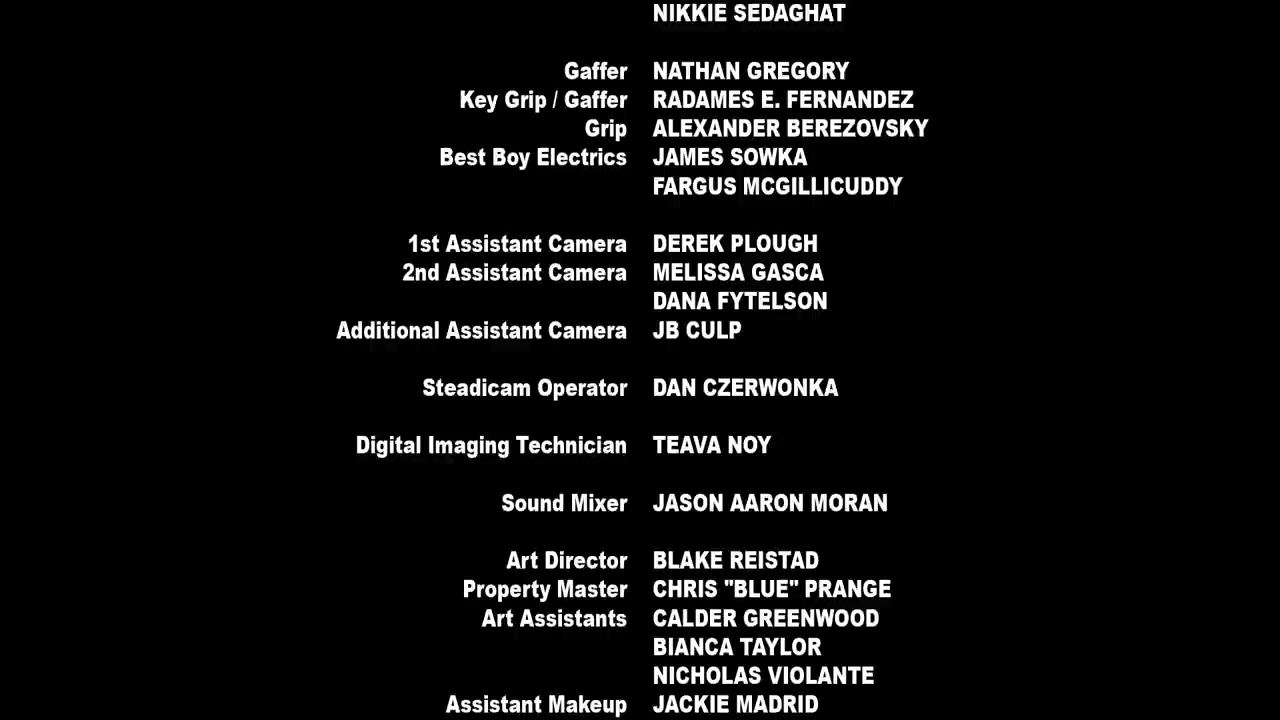 NIKKIE SEDAGHAT
Gaffer NATHAN GREGORY
Key Grip / Gaffer RADAMES E. FERNANDEZ
Grip ALEXANDER BEREZOVSKY
Best Boy Electrics JAMES SOWKA
FARGUS MCGILLICUDDY
1st Assistant Camera DEREK PLOUGH
2nd Assistant Camera MELISSA GASCA
DANA FYTELSON
Additional Assistant Camera JB CULP
Steadicam Operator DAN CZERWONKA
Digital Imaging Technician TEAVA NOY
Sound Mixer JASON AARON MORAN
Art Director BLAKE REISTAD
Property Master CHRIS "BLUE" PRANGE
Art Assistants CALDER GREENWOOD
BIANCA TAYLOR
NICHOLAS VIOLANTE
Assistant Makeup JACKIE MADRID